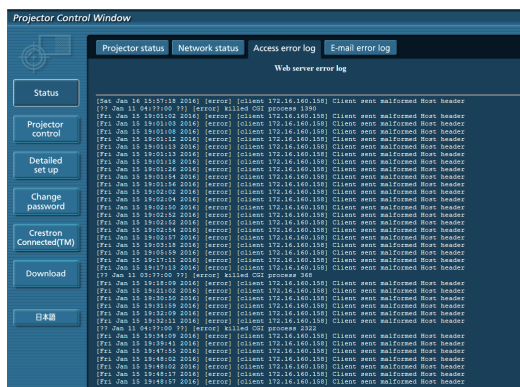 Projector Control Window
Projector status
Network status
Access error log
E-mail error log
Web server error log
Status
Projector control
Detailed set up
Change password
Crestron Connected(TM)
Download
日本語
[Sat Jan 16 15:57:18 2016] [error] [client 172.16.160.158] Client sent malformed Host header
[?? Jan 11 04:??:00 ??] [error] killed CGI process 1390
[Fri Jan 15 19:01:02 2016] [error] [client 172.16.160.158] Client sent malformed Host header
[Fri Jan 15 19:01:03 2016] [error] [client 172.16.160.158] Client sent malformed Host header
[Fri Jan 15 19:01:08 2016] [error] [client 172.16.160.158] Client sent malformed Host header
[Fri Jan 15 19:01:12 2016] [error] [client 172.16.160.158] Client sent malformed Host header
[Fri Jan 15 19:01:13 2016] [error] [client 172.16.160.158] Client sent malformed Host header
[Fri Jan 15 19:01:13 2016] [error] [client 172.16.160.158] Client sent malformed Host header
[Fri Jan 15 19:01:18 2016] [error] [client 172.16.160.158] Client sent malformed Host header
[Fri Jan 15 19:01:26 2016] [error] [client 172.16.160.158] Client sent malformed Host header
[Fri Jan 15 19:01:54 2016] [error] [client 172.16.160.158] Client sent malformed Host header
[Fri Jan 15 19:01:56 2016] [error] [client 172.16.160.158] Client sent malformed Host header
[Fri Jan 15 19:02:02 2016] [error] [client 172.16.160.158] Client sent malformed Host header
[Fri Jan 15 19:02:04 2016] [error] [client 172.16.160.158] Client sent malformed Host header
[Fri Jan 15 19:02:50 2016] [error] [client 172.16.160.158] Client sent malformed Host header
[Fri Jan 15 19:02:52 2016] [error] [client 172.16.160.158] Client sent malformed Host header
[Fri Jan 15 19:02:52 2016] [error] [client 172.16.160.158] Client sent malformed Host header
[Fri Jan 15 19:02:54 2016] [error] [client 172.16.160.158] Client sent malformed Host header
[Fri Jan 15 19:02:57 2016] [error] [client 172.16.160.158] Client sent malformed Host header
[Fri Jan 15 19:03:18 2016] [error] [client 172.16.160.158] Client sent malformed Host header
[Fri Jan 15 19:05:59 2016] [error] [client 172.16.160.158] Client sent malformed Host header
[Fri Jan 15 19:17:11 2016] [error] [client 172.16.160.158] Client sent malformed Host header
[Fri Jan 15 19:17:13 2016] [error] [client 172.16.160.158] Client sent malformed Host header
[?? Jan 11 03:??:00 ??] [error] killed CGI process 368
[Fri Jan 15 19:18:09 2016] [error] [client 172.16.160.158] Client sent malformed Host header
[Fri Jan 15 19:21:02 2016] [error] [client 172.16.160.158] Client sent malformed Host header
[Fri Jan 15 19:30:50 2016] [error] [client 172.16.160.158] Client sent malformed Host header
[Fri Jan 15 19:31:59 2016] [error] [client 172.16.160.158] Client sent malformed Host header
[Fri Jan 15 19:32:09 2016] [error] [client 172.16.160.158] Client sent malformed Host header
[Fri Jan 15 19:32:11 2016] [error] [client 172.16.160.158] Client sent malformed Host header
[?? Jan 11 04:??:00 ??] [error] killed CGI process 2322
[Fri Jan 15 19:34:09 2016] [error] [client 172.16.160.158] Client sent malformed Host header
[Fri Jan 15 19:39:41 2016] [error] [client 172.16.160.158] Client sent malformed Host header
[Fri Jan 15 19:47:55 2016] [error] [client 172.16.160.158] Client sent malformed Host header
[Fri Jan 15 19:48:02 2016] [error] [client 172.16.160.158] Client sent malformed Host header
[Fri Jan 15 19:48:02 2016] [error] [client 172.16.160.158] Client sent malformed Host header
[Fri Jan 15 19:48:17 2016] [error] [client 172.16.160.158] Client sent malformed Host header
[Fri Jan 15 19:48:57 2016] [error] [client 172.16.160.158] Client sent malformed Host header